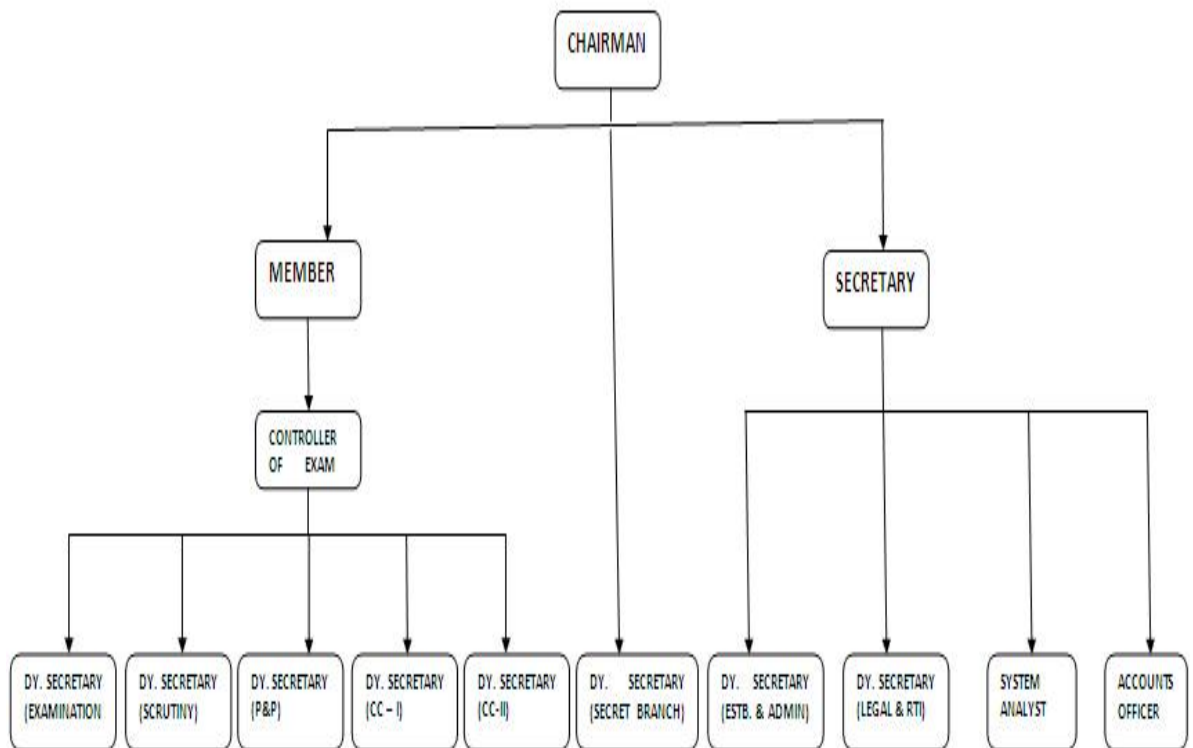 CHAIRMAN
MEMBER
SECRETARY
CONTROLLER
OF EXAM
DY. SECRETARY
(EXAMINATION
DY. SECRETARY
(SCRUTINY)
DY. SECRETARY
(P&P)
DY. SECRETARY
(CC – I)
DY. SECRETARY
(CC-II)
DY. SECRETARY
(SECRET BRANCH)
DY. SECRETARY
(ESTB. & ADMIN)
DY. SECRETARY
(LEGAL & RTI)
SYSTEM
ANALYST
ACCOUNTS
OFFICER